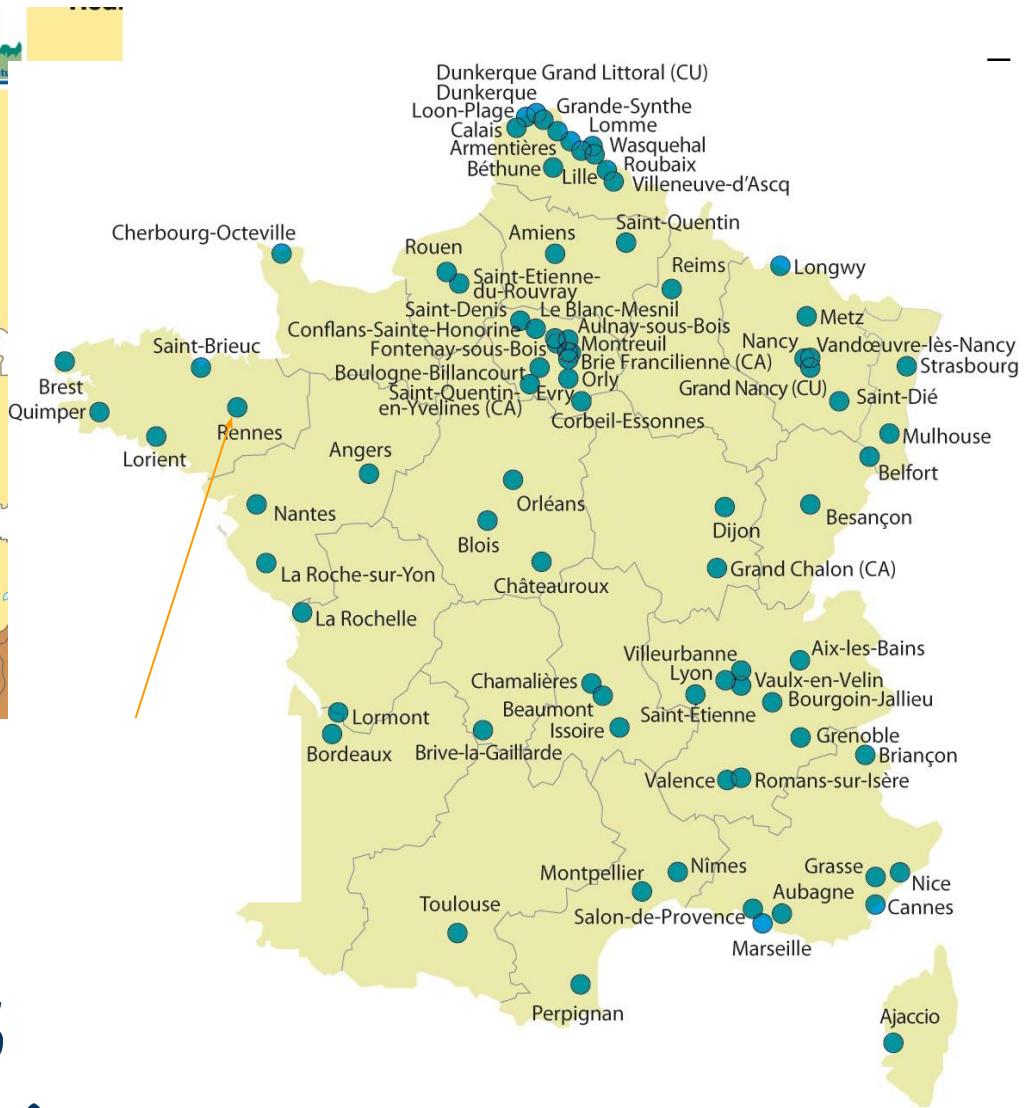 Dunkerque Grand Littoral (CU)
Dunkerque
Loon-Plage
Grande-Synthe
Calais
Lomme
Armentières
Wasquehal
Béthune
Lille
Roubaix
Villeneuve-d'Ascq
Cherbourg-Octeville
Rouen
Amiens
Saint-Quentin
Saint-Etienne-
du-Rouvray
Reims
Longwy
Saint-Denis
Le Blanc-Mesnil
Conflans-Sainte-Honorine
Aulnay-sous-Bois
Metz
Fontenay-sous-Bois
Montreuil
Nancy
Vandœuvre-lès-Nancy
Saint-Brieuc
Boulogne-Billancourt
Brie Francilienne (CA)
Strasbourg
Brest
Saint-Quentin-
en-Yvelines (CA)
Evry
Orly
Grand Nancy (CU)
Saint-Dié
Quimper
Corbeil-Essonnes
Rennes
Lorient
Mulhouse
Angers
Belfort
Orléans
Nantes
Besançon
Blois
Dijon
La Roche-sur-Yon
Châteauroux
Grand Chalon (CA)
La Rochelle
Villeurbanne
Aix-les-Bains
Lyon
Chamalières
Vaulx-en-Velin
Beaumont
Bourgoin-Jallieu
Lormont
Saint-Etienne
Issoire
Bordeaux
Brive-la-Gaillarde
Grenoble
Briançon
Valence
Romans-sur-Isère
Montpellier
Nîmes
Grasse
Nice
Toulouse
Aubagne
Cannes
Salon-de-Provence
Marseille
Perpignan
Ajaccio